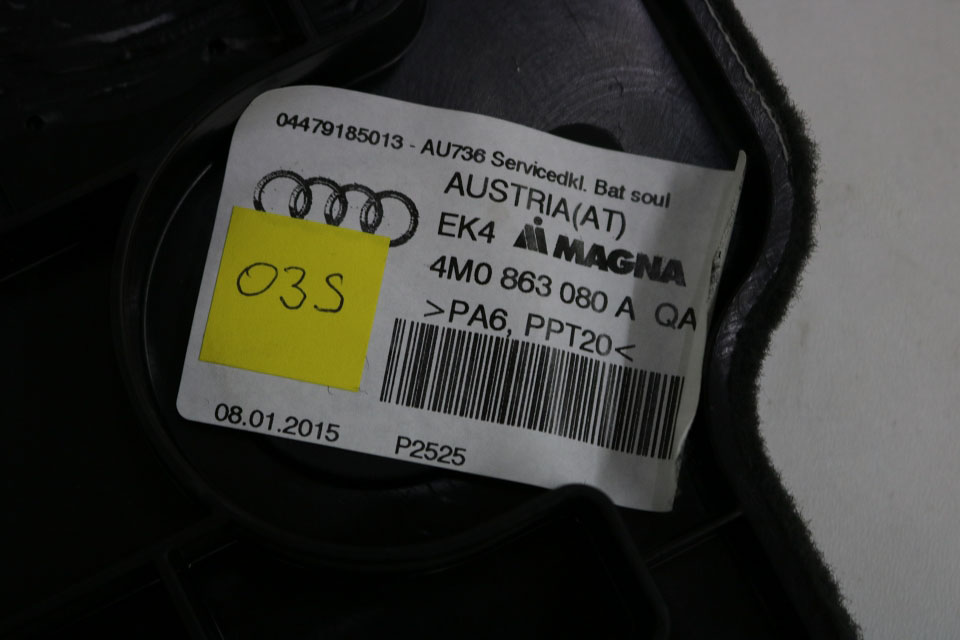 04479185013 - AU736 Servicedkl. Bat soul
AUSTRIA(AT)
EK4 MAGNA
4M0 863 080 A QA
>PA6, PPT20<
03S
08.01.2015 P2525